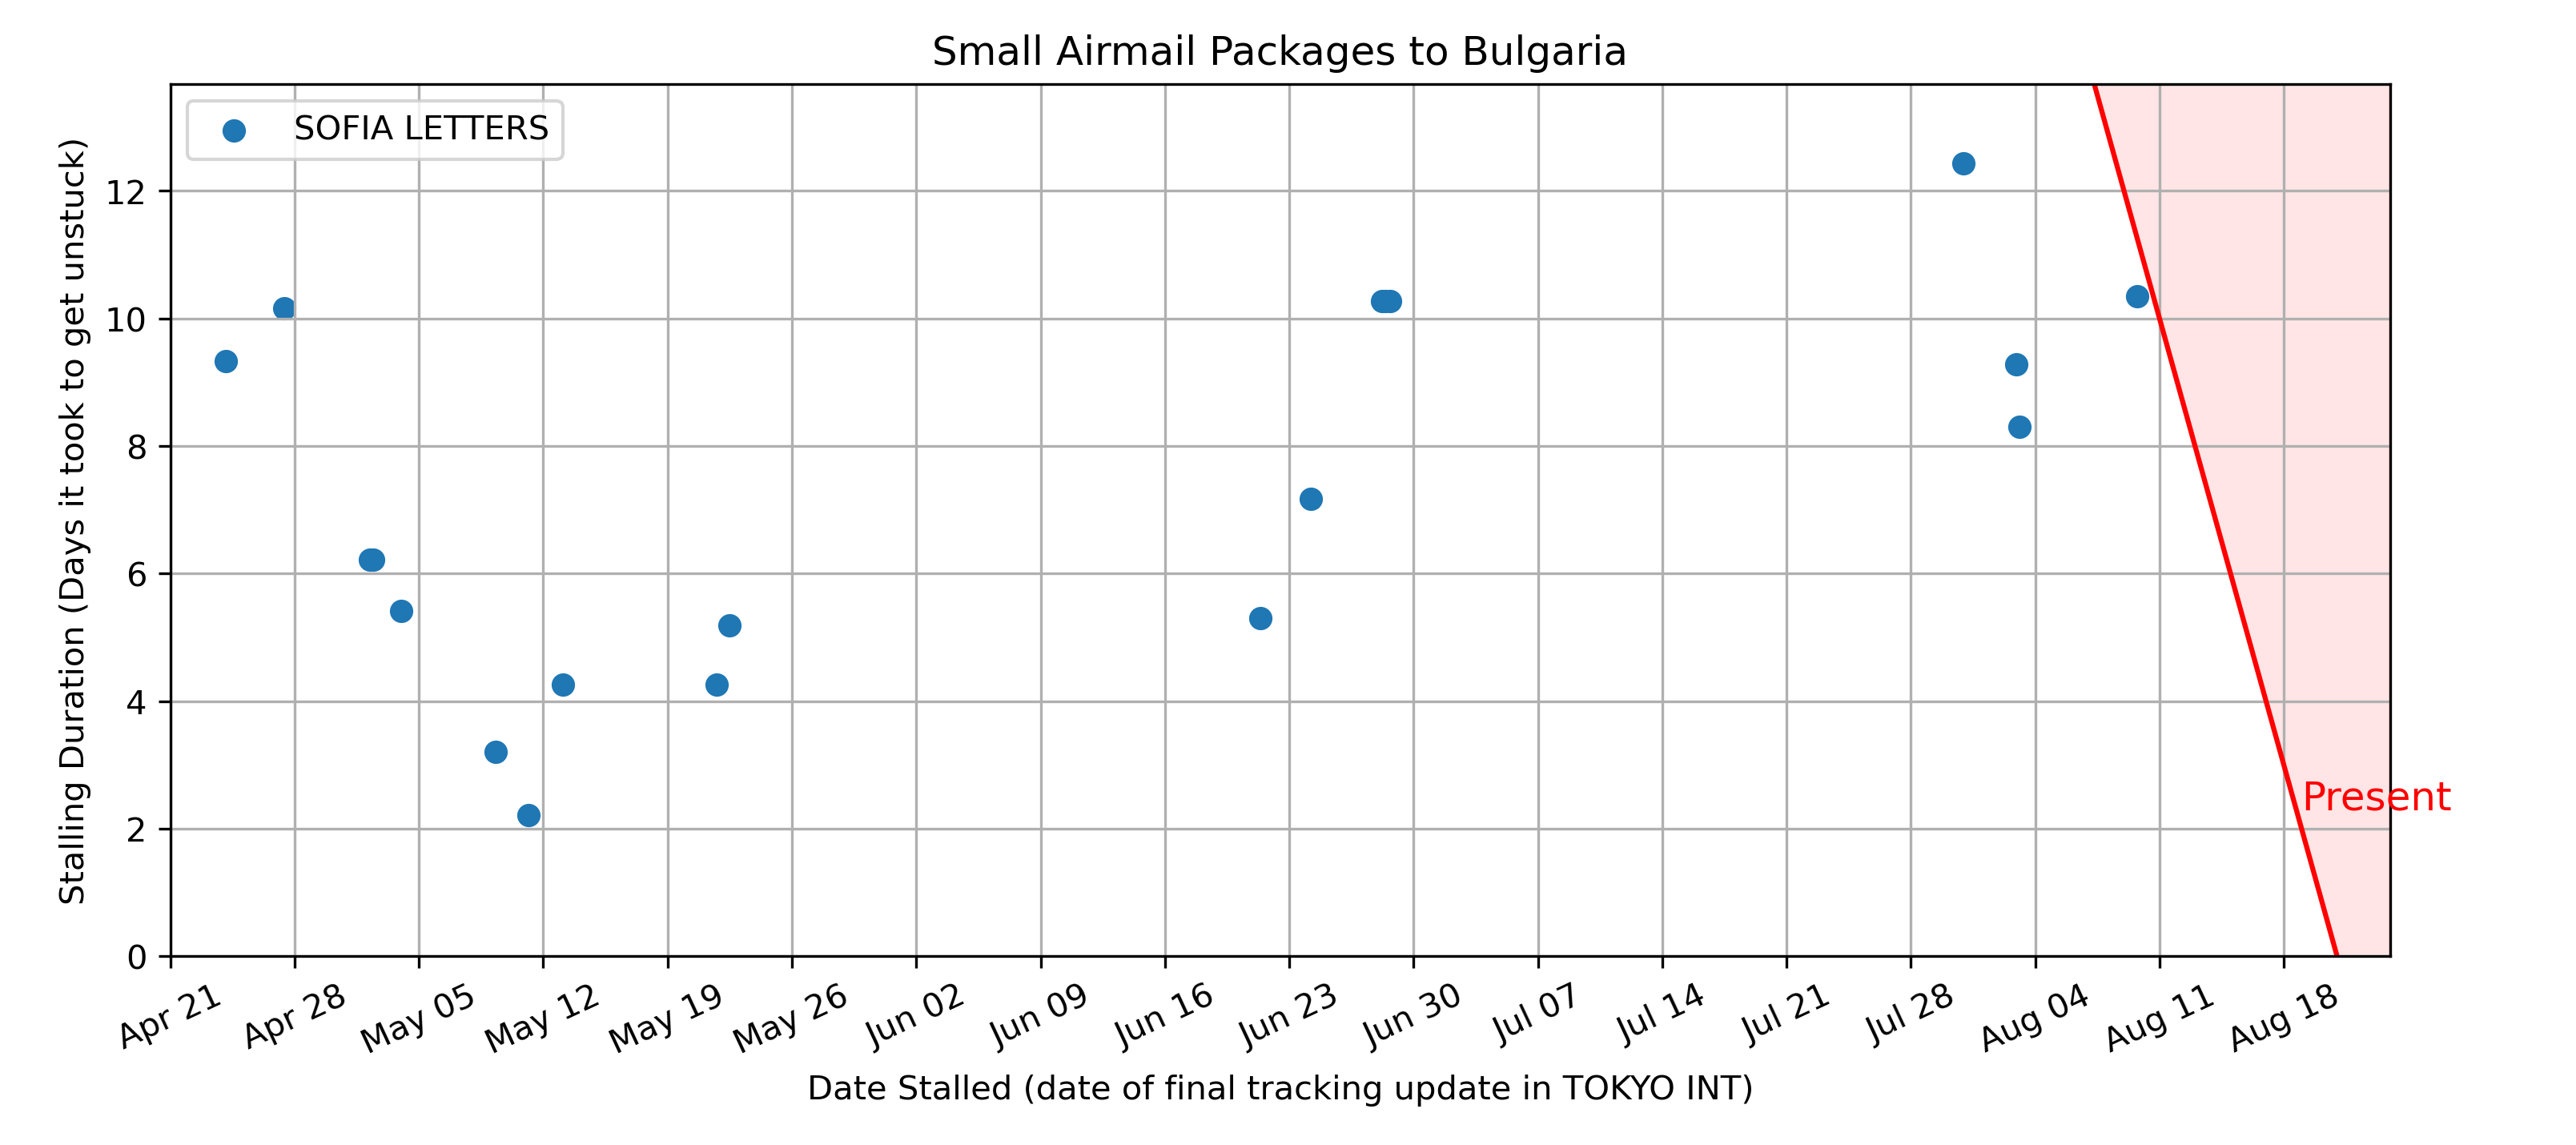 Small Airmail Packages to Bulgaria
SOFIA LETTERS
Stalling Duration (Days it took to get unstuck)
12
10
8
6
4
2
0
Present
Apr 21
Apr 28
May 05
May 12
May 19
May 26
Jun 02
Jun 09
Jun 16
Jun 23
Jun 30
Jul 07
Jul 14
Jul 21
Jul 28
Aug 04
Aug 11
Aug 18
Date Stalled (date of final tracking update in TOKYO INT)